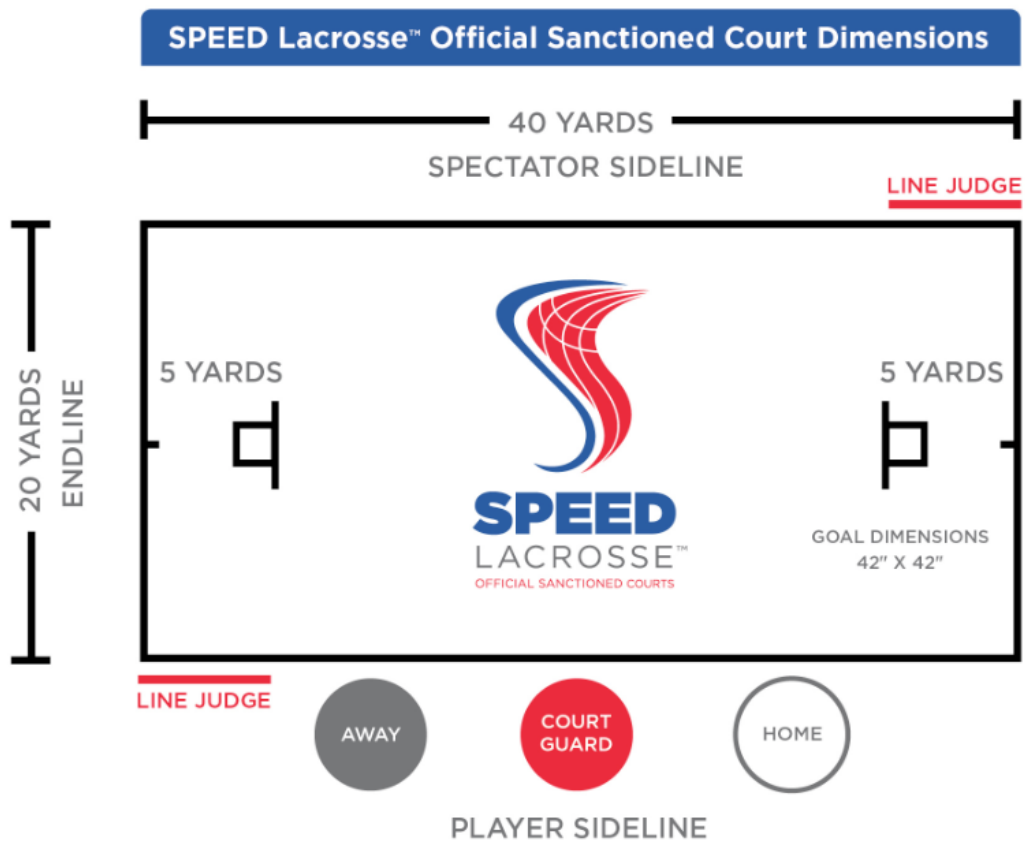 SPEED Lacrosse™ Official Sanctioned Court Dimensions
40 YARDS
SPECTATOR SIDELINE
LINE JUDGE
20 YARDS
ENDLINE
5 YARDS
5 YARDS
SPEED
LACROSSE™
OFFICIAL SANCTIONED COURTS
GOAL DIMENSIONS
42" X 42"
LINE JUDGE
AWAY
COURT
GUARD
HOME
PLAYER SIDELINE